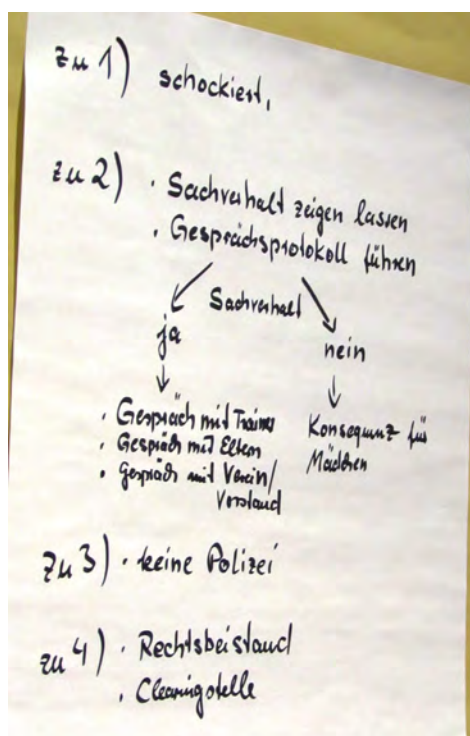 zu 1) schockiert,
zu 2) · Sachverhalt zeigen lassen
· Gesprächsprotokoll führen
Sachverhalt
ja
nein
· Gespräch mit Trainer
· Gespräch mit Eltern
· Gespräch mit Verein/
Vorstand
Konsequenz für
Mädchen
zu 3) · keine Polizei
zu 4) · Rechtsbeistand
· Clearingstelle